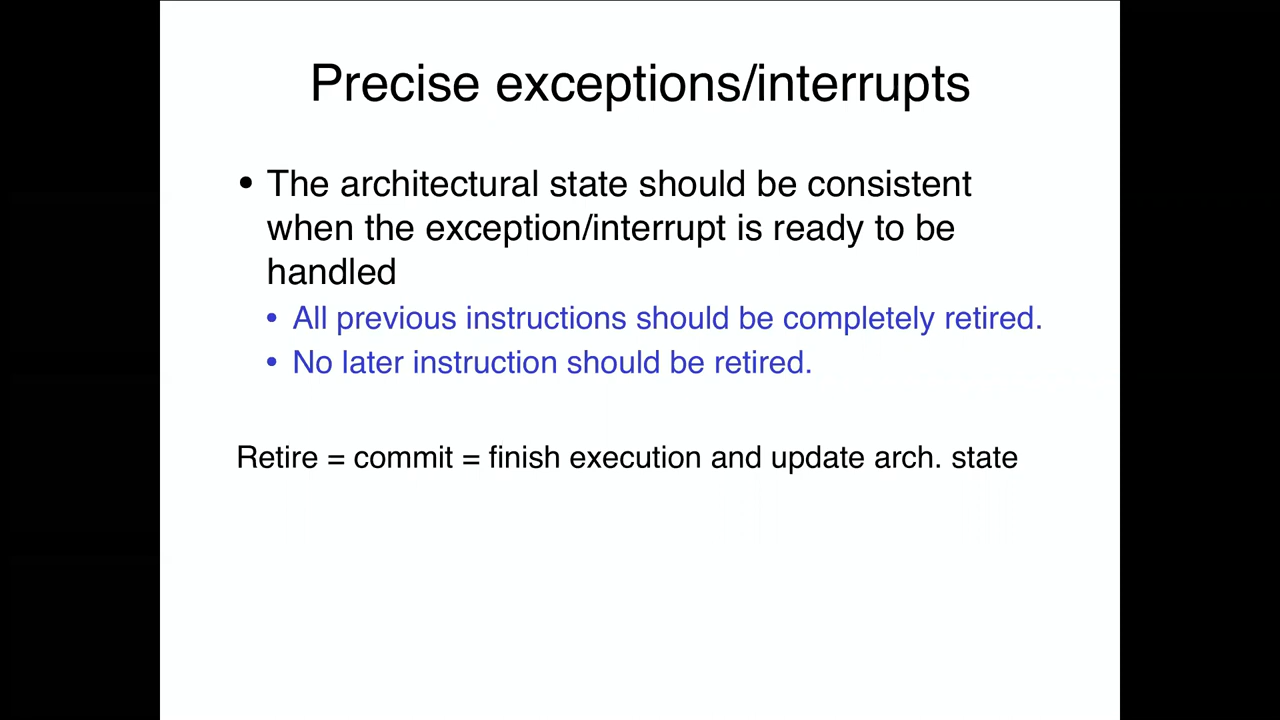 Precise exceptions/interrupts
• The architectural state should be consistent
when the exception/interrupt is ready to be
handled
• All previous instructions should be completely retired.
• No later instruction should be retired.
Retire = commit = finish execution and update arch. state